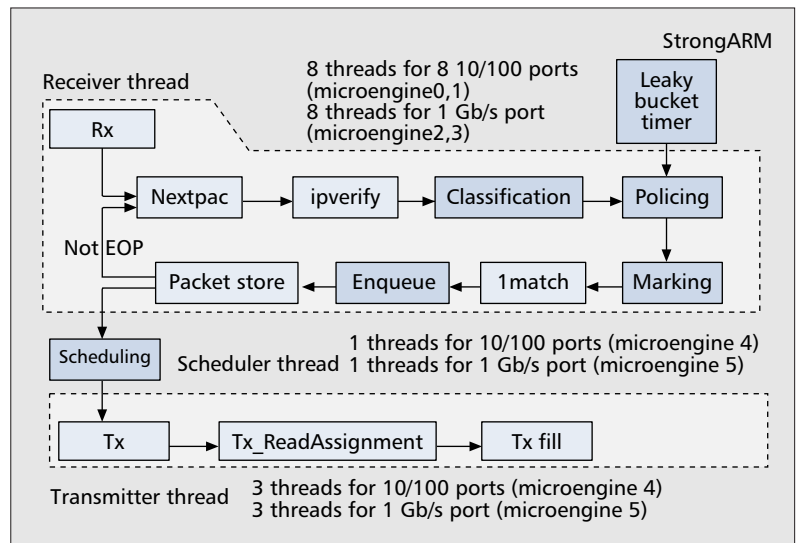 StrongARM
Receiver thread
8 threads for 8 10/100 ports
(microengine0,1)
8 threads for 1 Gb/s port
(microengine2,3)
Leaky
bucket
timer
Rx
Nextpac
ipverify
Classification
Policing
Not EOP
Packet store
Enqueue
1match
Marking
Scheduling
Scheduler thread
1 threads for 10/100 ports (microengine 4)
1 threads for 1 Gb/s port (microengine 5)
Tx
Tx_ReadAssignment
Tx fill
Transmitter thread
3 threads for 10/100 ports (microengine 4)
3 threads for 1 Gb/s port (microengine 5)